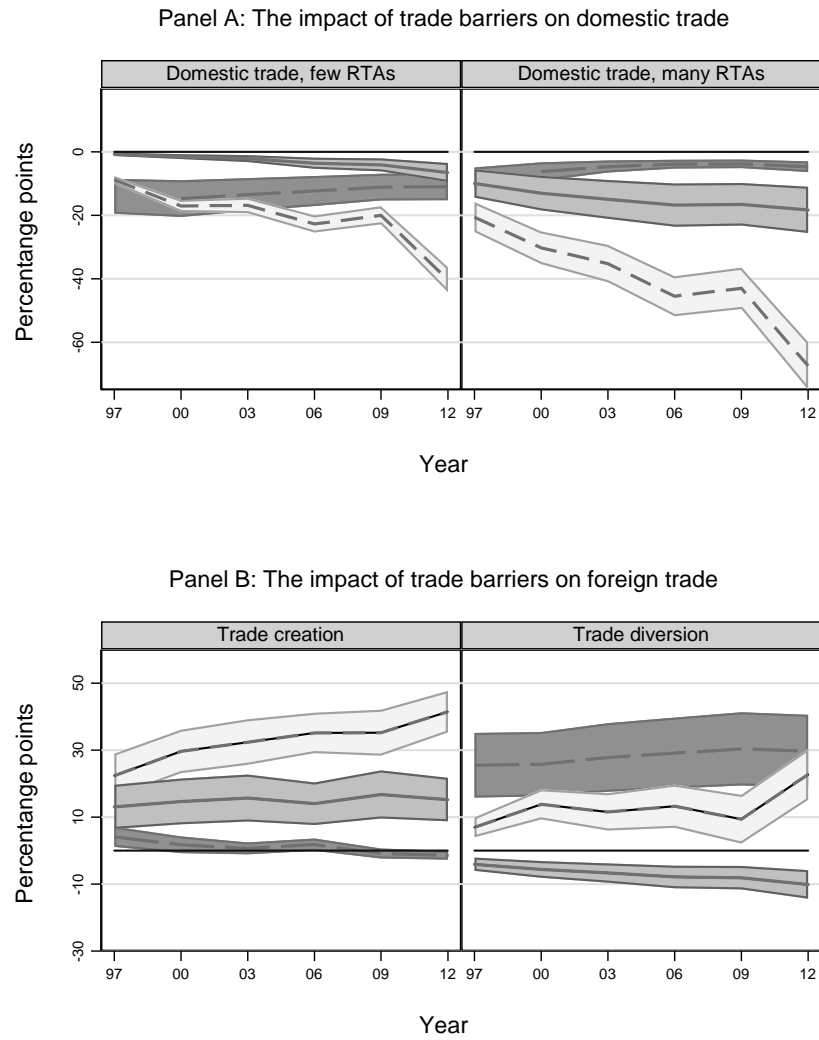 Panel A: The impact of trade barriers on domestic trade
Domestic trade, few RTAs
Domestic trade, many RTAs
Percentange points
0
-20
-40
-60
97 00 03 06 09 12 97 00 03 06 09 12
Year
Panel B: The impact of trade barriers on foreign trade
Trade creation
Trade diversion
Percentange points
50
30
10
-10
-30
97 00 03 06 09 12 97 00 03 06 09 12
Year